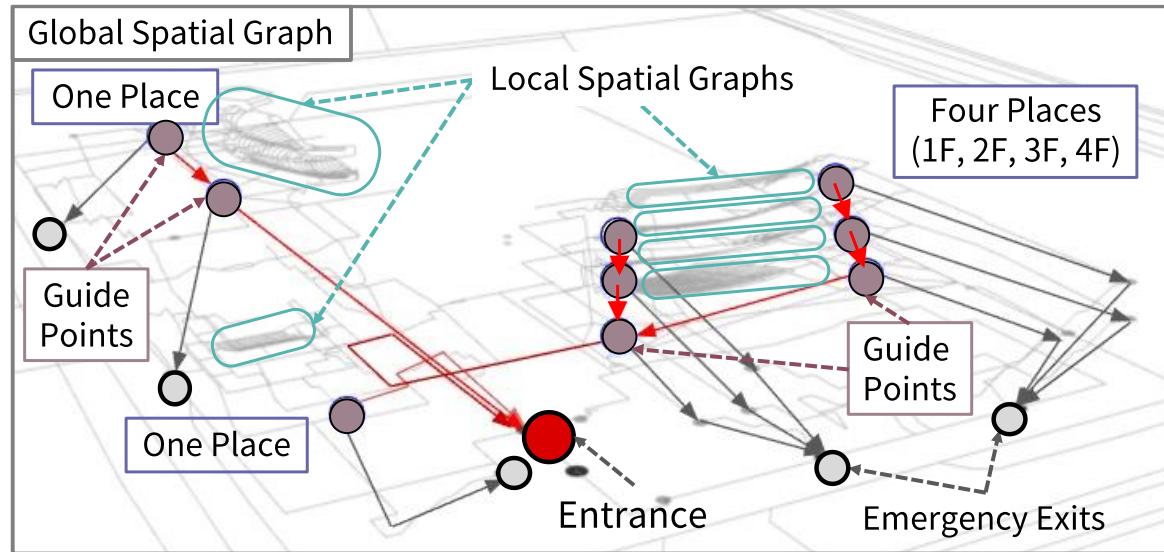 Global Spatial Graph
One Place
Local Spatial Graphs
Four Places
(1F, 2F, 3F, 4F)
Guide
Points
Guide
Points
One Place
Entrance
Emergency Exits